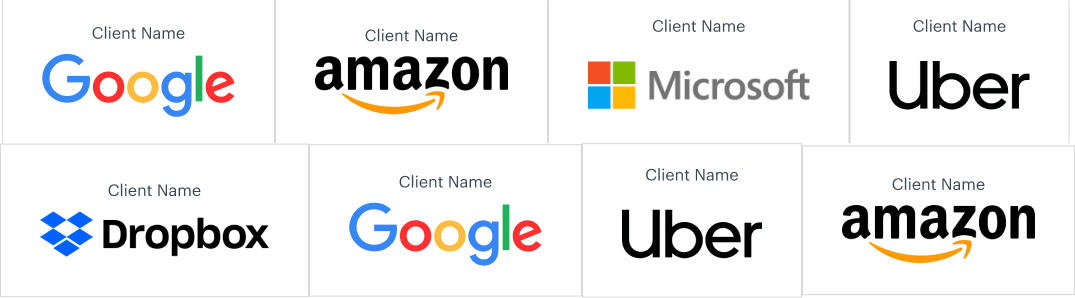 Client Name
Google
Client Name
amazon
Client Name
Microsoft
Client Name
Uber
Client Name
Dropbox
Client Name
Google
Client Name
Uber
Client Name
amazon